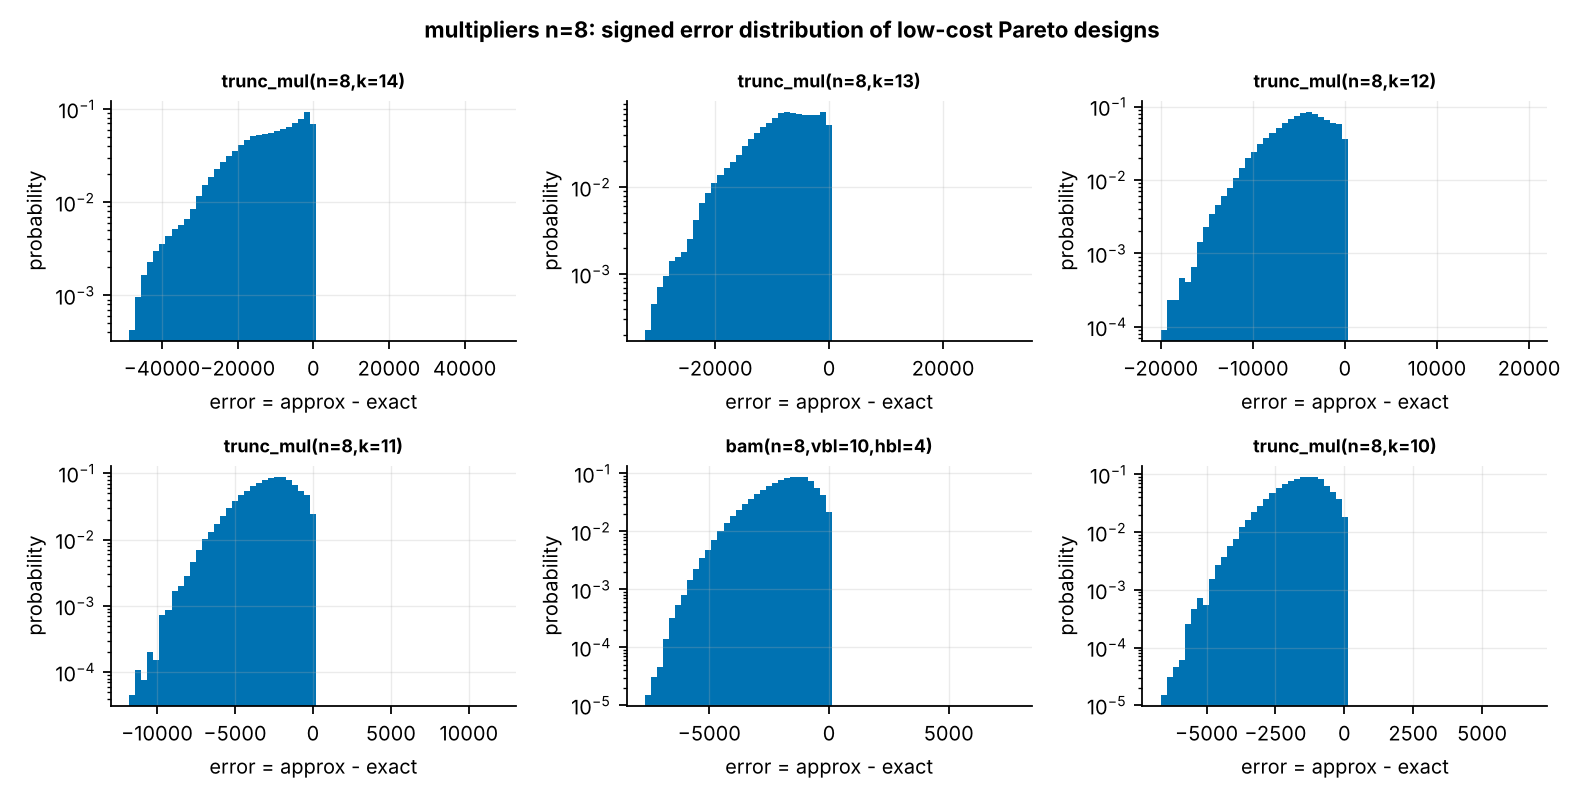 multipliers n=8: signed error distribution of low-cost Pareto designs
trunc_mul(n=8,k=14)
probability
10⁻¹
10⁻²
10⁻³
−40000 −20000 0 20000 40000
error = approx - exact
trunc_mul(n=8,k=13)
probability
10⁻²
10⁻³
−20000 0 20000
error = approx - exact
trunc_mul(n=8,k=12)
probability
10⁻¹
10⁻²
10⁻³
10⁻⁴
−20000 −10000 0 10000 20000
error = approx - exact
trunc_mul(n=8,k=11)
probability
10⁻¹
10⁻²
10⁻³
10⁻⁴
−10000 −5000 0 5000 10000
error = approx - exact
bam(n=8,vbl=10,hbl=4)
probability
10⁻¹
10⁻²
10⁻³
10⁻⁴
10⁻⁵
−5000 0 5000
error = approx - exact
trunc_mul(n=8,k=10)
probability
10⁻¹
10⁻²
10⁻³
10⁻⁴
10⁻⁵
−5000 −2500 0 2500 5000
error = approx - exact